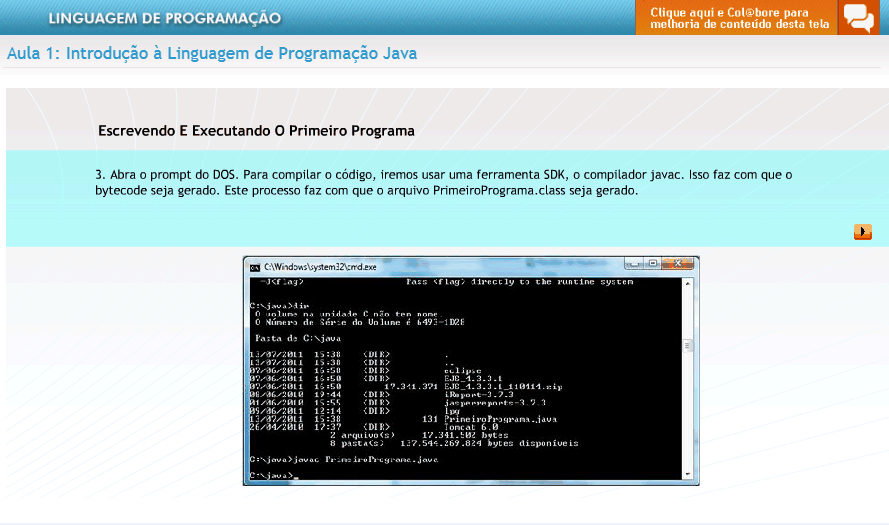 LINGUAGEM DE PROGRAMAÇÃO
Clique aqui e Col@bore para
melhoria de conteúdo desta tela
Aula 1: Introdução à Linguagem de Programação Java
Escrevendo E Executando O Primeiro Programa
3. Abra o prompt do DOS. Para compilar o código, iremos usar uma ferramenta SDK, o compilador javac. Isso faz com que o
bytecode seja gerado. Este processo faz com que o arquivo PrimeiroPrograma.class seja gerado.
C:\Windows\system32\cmd.exe
-J<flag> Pass <flag> directly to the runtime system
C:\java>dir
O volume na unidade C não tem nome.
O Número de Série do Volume é 6493-1D28
Pasta de C:\java
13/07/2011 15:38 <DIR> .
13/07/2011 15:38 <DIR> ..
07/06/2011 16:58 <DIR> eclipse
07/06/2011 16:50 <DIR> EJS_4.3.3.1
07/06/2011 16:50 17.341.371 EJS_4.3.3.1_110414.zip
08/06/2010 19:44 <DIR> iReport-3.7.3
01/06/2010 15:55 <DIR> jasperreports-3.7.3
09/06/2011 12:14 <DIR> lpg
13/07/2011 15:38 131 PrimeiroPrograma.java
26/04/2010 17:37 <DIR> Tomcat 6.0
2 arquivo(s) 17.341.502 bytes
8 pasta(s) 137.544.269.824 bytes disponíveis
C:\java>javac PrimeiroPrograma.java
C:\java>_